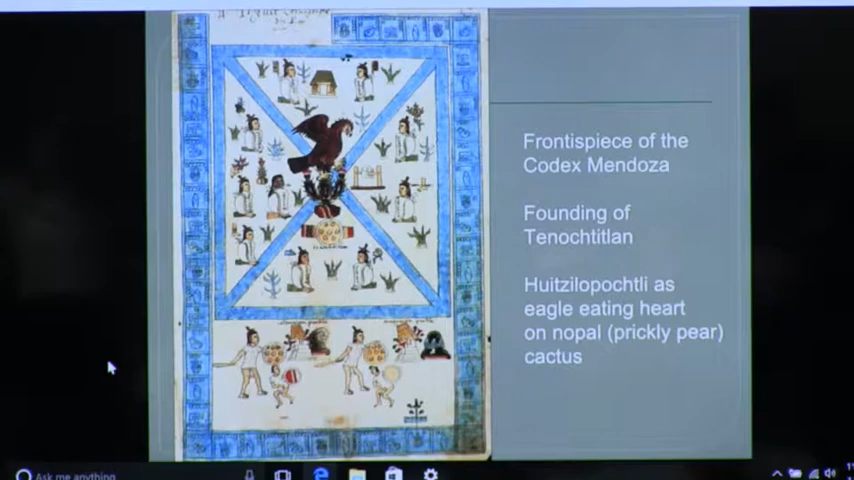 Frontispiece of the
Codex Mendoza
Founding of
Tenochtitlan
Huitzilopochtli as
eagle eating heart
on nopal (prickly pear)
cactus
Ask me anything